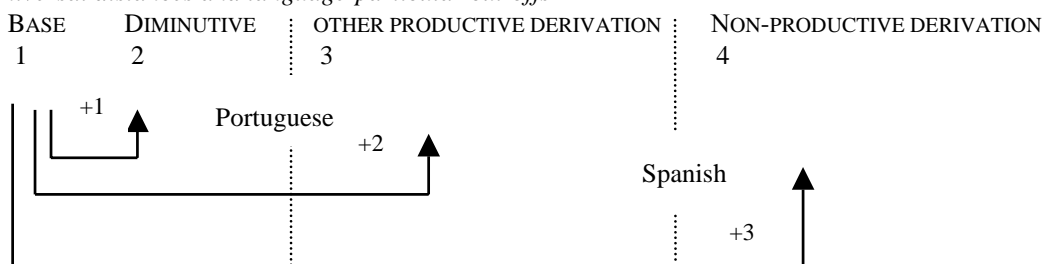 BASE DIMINUTIVE OTHER PRODUCTIVE DERIVATION NON-PRODUCTIVE DERIVATION
1 2 3 4
+1
Portuguese
+2
Spanish
+3